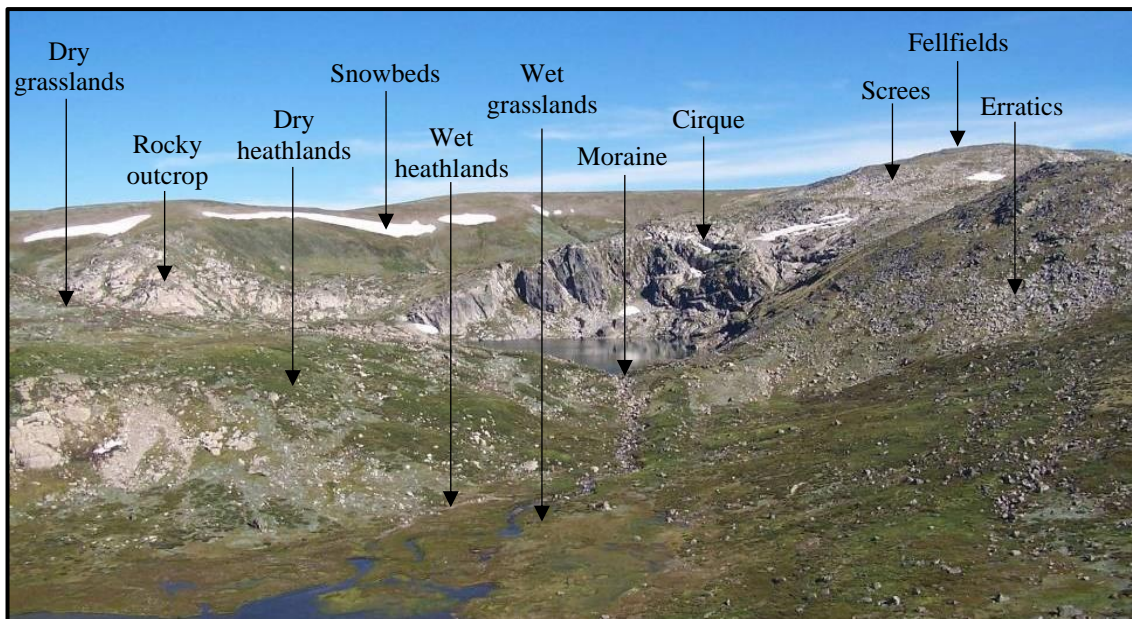 Dry
grasslands
Rocky
outcrop
Snowbeds
Dry
heathlands
Wet
heathlands
Wet
grasslands
Moraine
Cirque
Screes
Fellfields
Erratics